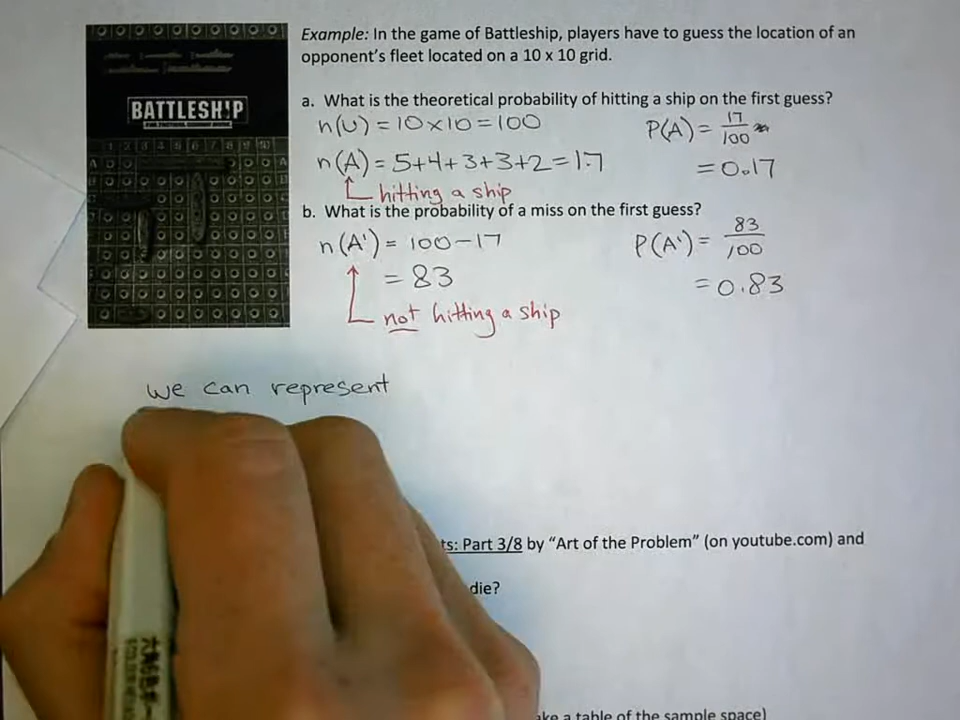 Example: In the game of Battleship, players have to guess the location of an
opponent's fleet located on a 10 x 10 grid.
BATTLESHIP
a. What is the theoretical probability of hitting a ship on the first guess?
n(U) = 10×10 = 100
P(A) = 17/100
n(A) = 5+4+3+3+2 = 17
= 0.17
hitting a ship
b. What is the probability of a miss on the first guess?
n(A') = 100-17
P(A') = 83/100
= 83
= 0.83
not hitting a ship
we can represent
ts: Part 3/8 by "Art of the Problem" (on youtube.com) and
die?
ake a table of the sample space)